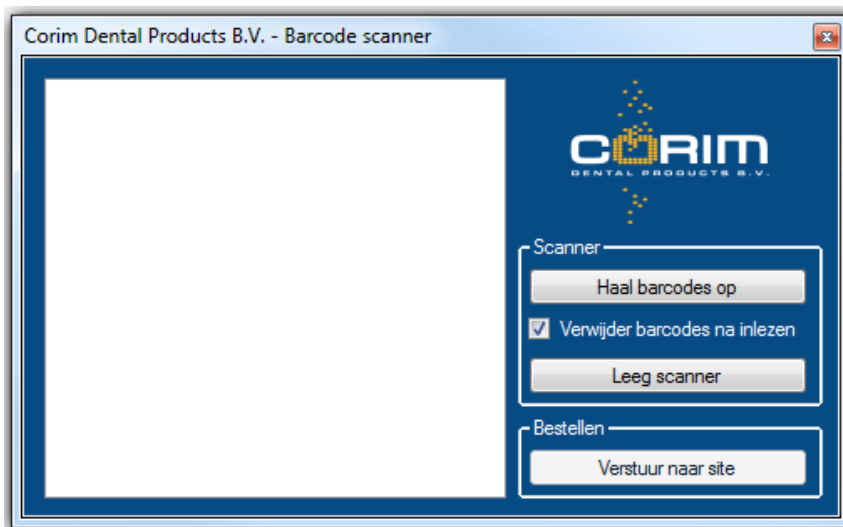 Corim Dental Products B.V. - Barcode scanner
CORIM
DENTAL PRODUCTS B.V.
Scanner
Haal barcodes op
Verwijder barcodes na inlezen
Leeg scanner
Bestellen
Verstuur naar site